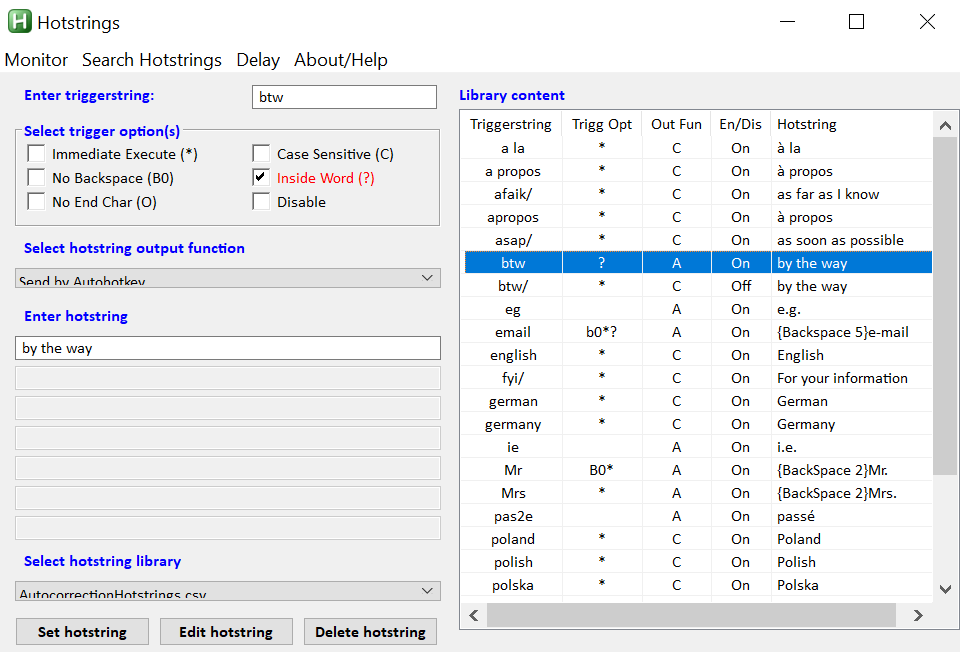 Hotstrings
Monitor Search Hotstrings Delay About/Help
Enter triggerstring:
btw
Select trigger option(s)
Immediate Execute (*) Case Sensitive (C)
No Backspace (B0) Inside Word (?)
No End Char (O) Disable
Select hotstring output function
Send by Autohotkey
Enter hotstring
by the way
Select hotstring library
AutocorrectionHotstrings.csv
Set hotstring Edit hotstring Delete hotstring
Library content
Triggerstring Trigg Opt Out Fun En/Dis Hotstring
a la * C On à la
a propos * C On à propos
afaik/ * C On as far as I know
apropos * C On à propos
asap/ * C On as soon as possible
btw ? A On by the way
btw/ * C Off by the way
eg A On e.g.
email b0*? A On {Backspace 5}e-mail
english * C On English
fyi/ * C On For your information
german * C On German
germany * C On Germany
ie A On i.e.
Mr B0* A On {BackSpace 2}Mr.
Mrs * A On {BackSpace 2}Mrs.
pas2e A On passé
poland * C On Poland
polish * C On Polish
polska * C On Polska